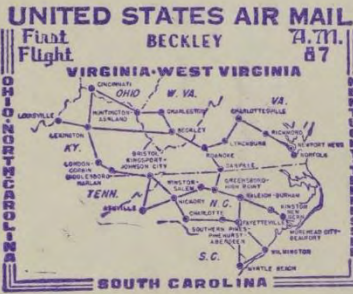 UNITED STATES AIR MAIL
First Flight
BECKLEY
A.M. 87
VIRGINIA·WEST VIRGINIA
OHIO·NORTH CAROLINA
SOUTH CAROLINA
CINCINNATI
OHIO
W. VA.
VA.
LOUISVILLE
HUNTINGTON-
ASHLAND
CHARLESTON
CHARLOTTESVILLE
LEXINGTON
BECKLEY
RICHMOND
LYNCHBURG
NEWPORT NEWS
NORFOLK
KY.
BRISTOL
KINGSPORT-
JOHNSON CITY
ROANOKE
DANVILLE
LONDON-
CORBIN
MIDDLESBORO
HARLAN
WINSTON-
SALEM
GREENSBORO-
HIGH POINT
RALEIGH-DURHAM
TENN.
ASHEVILLE
HICKORY
N.C.
KINSTON
NEW
BERN
CHARLOTTE
FAYETTEVILLE
SOUTHERN PINES-
PINEHURST-
ABERDEEN
MOREHEAD CITY-
BEAUFORT
S.C.
WILMINGTON
MYRTLE BEACH